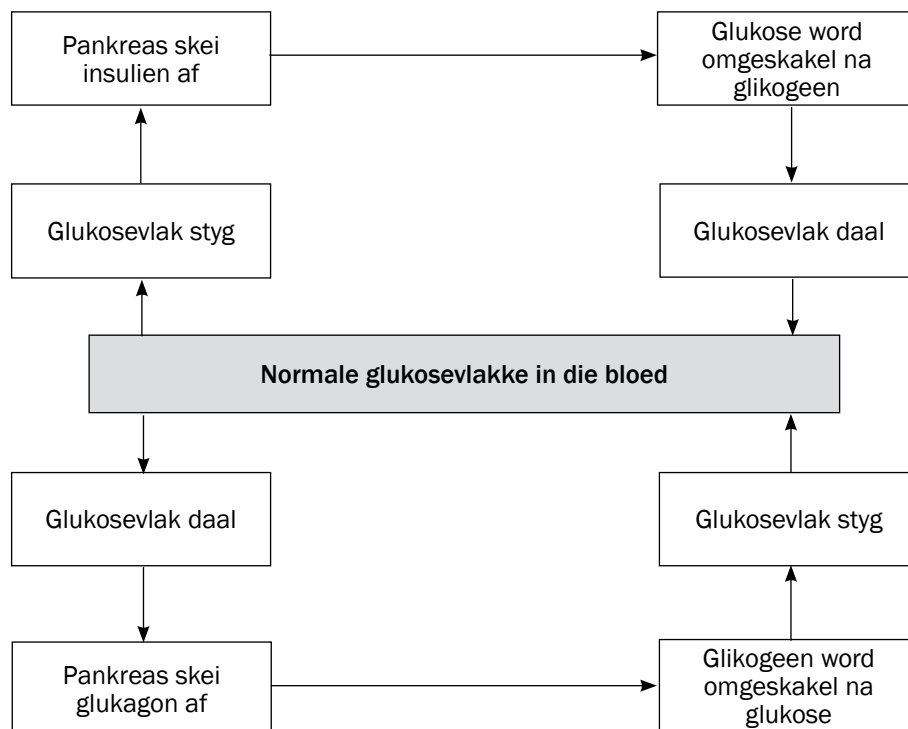 Pankreas skei
insulien af
Glukose word
omgeskakel na
glikogeen
Glukosevlak styg
Glukosevlak daal
Normale glukosevlakke in die bloed
Glukosevlak daal
Glukosevlak styg
Pankreas skei
glukagon af
Glikogeen word
omgeskakel na
glukose